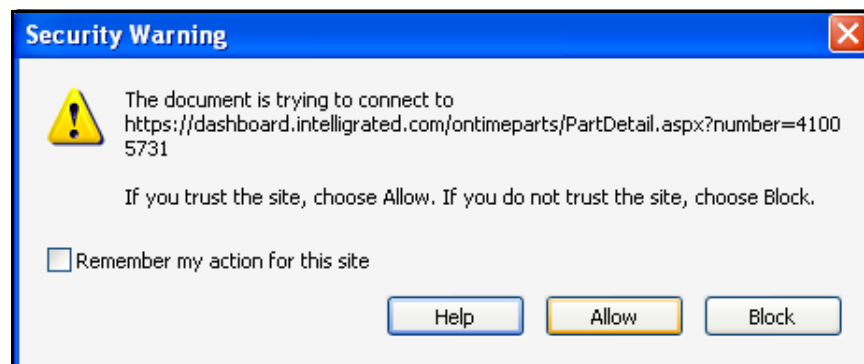 Security Warning
The document is trying to connect to
https://dashboard.intelligrated.com/ontimeparts/PartDetail.aspx?number=4100
5731
If you trust the site, choose Allow. If you do not trust the site, choose Block.
Remember my action for this site
Help Allow Block